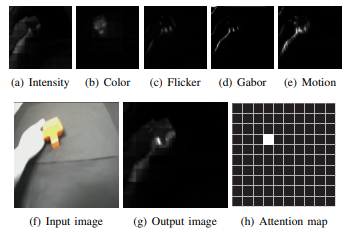 (a) Intensity (b) Color (c) Flicker (d) Gabor (e) Motion
(f) Input image (g) Output image (h) Attention map